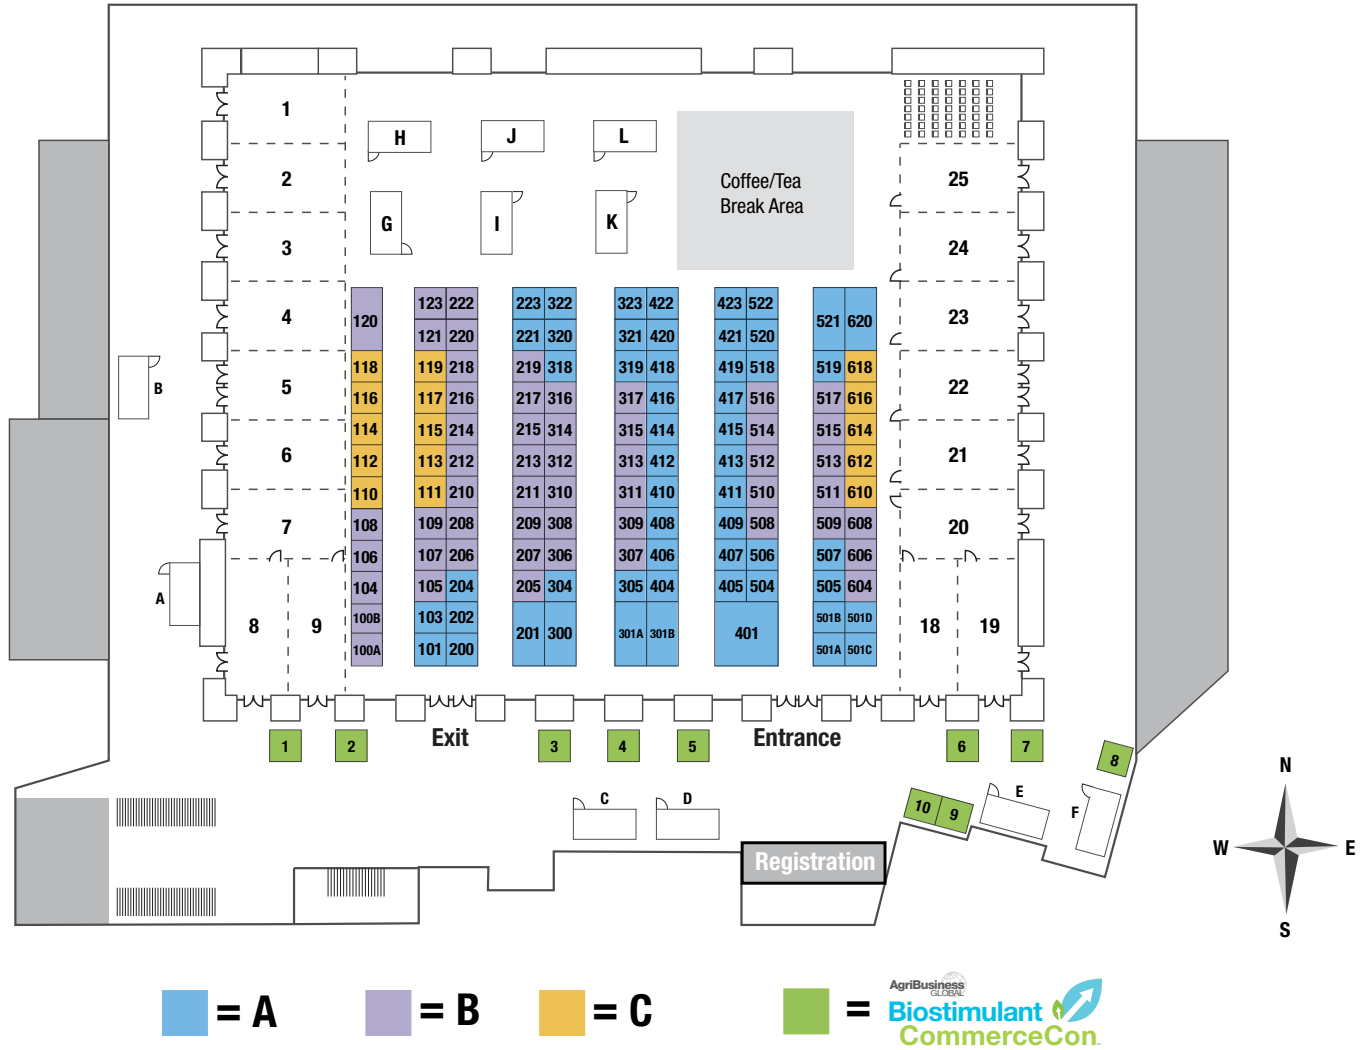 1
H J L
2 Coffee/Tea 25
Break Area
G I K
3 24
4 23
120 123 222 223 322 323 422 423 522 521 620
121 220 221 320 321 420 421 520
118 119 218 219 318 319 418 419 518 519 618
5 22
B 116 117 216 217 316 317 416 417 516 517 616
114 115 214 215 314 315 414 415 514 515 614
6 112 113 212 213 312 313 412 413 512 513 612 21
110 111 210 211 310 311 410 411 510 511 610
7 108 109 208 209 308 309 408 409 508 509 608 20
106 107 206 207 306 307 406 407 506 507 606
A 104 105 204 205 304 305 404 405 504 505 604
8 9 100B 103 202 201 300 301A 301B 401 501B 501D 18 19
100A 101 200 501A 501C
Exit Entrance
1 2 3 4 5 6 7
8
C D 10 9 E F
Registration
N
W E
S
= A = B = C =
AgriBusiness
GLOBAL
Biostimulant
CommerceCon